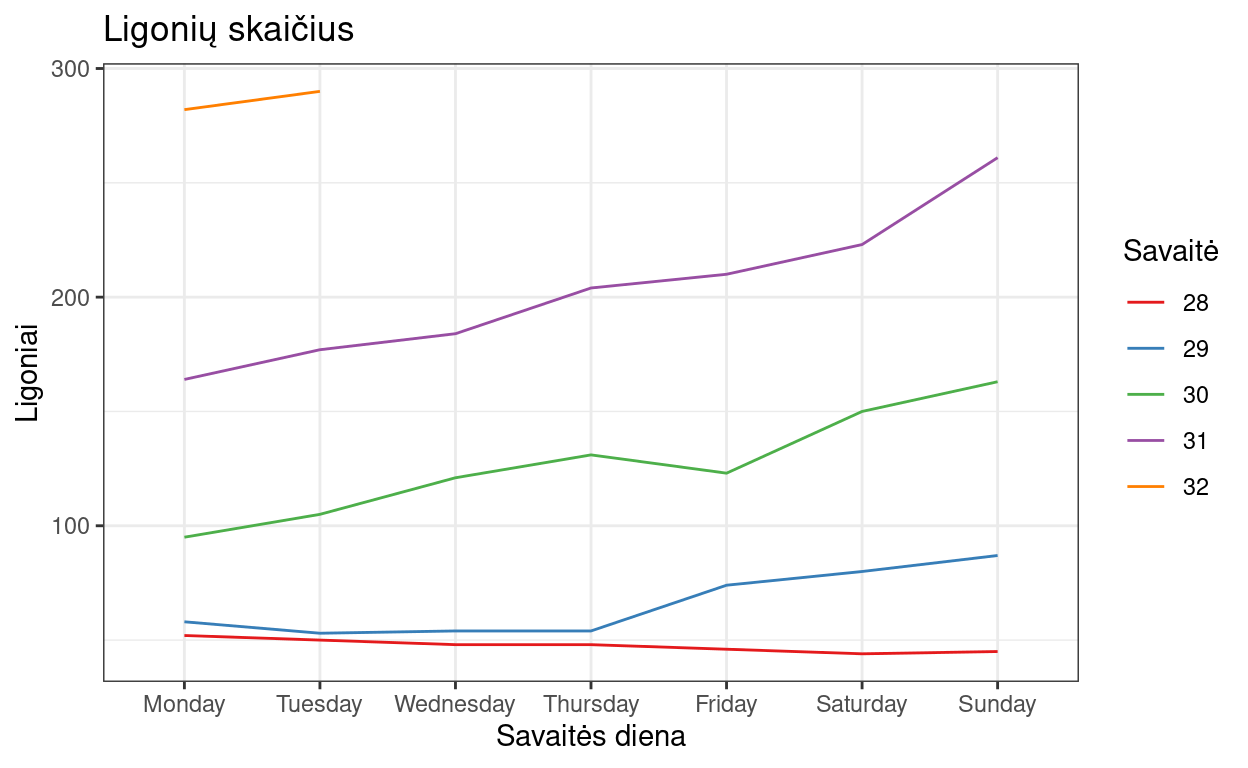 Ligonių skaičius
300
200
100
Ligoniai
Monday Tuesday Wednesday Thursday Friday Saturday Sunday
Savaitės diena
Savaitė
28
29
30
31
32